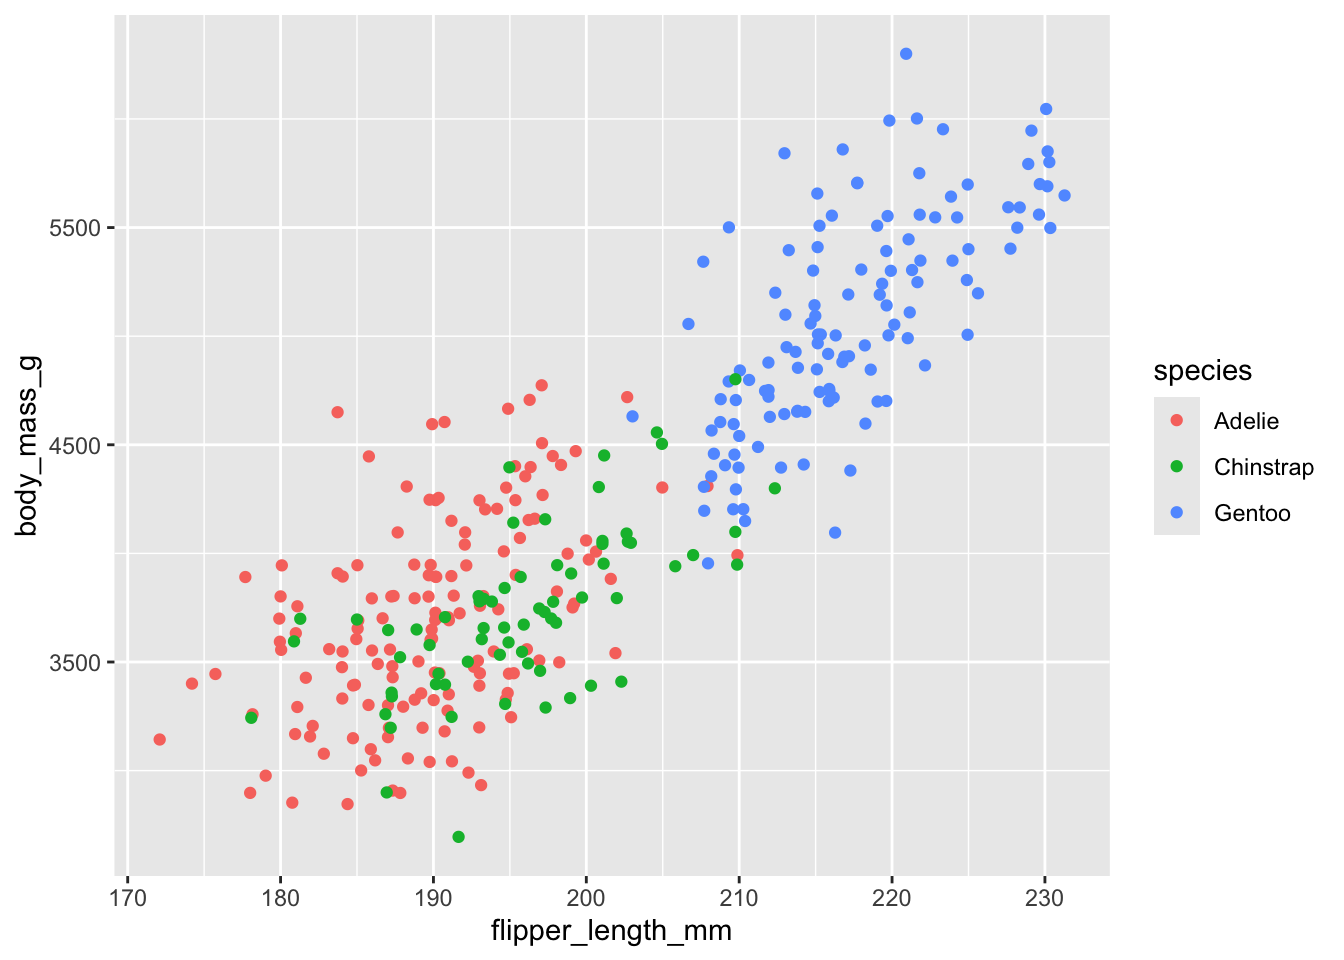 body_mass_g
5500
4500
3500
170 180 190 200 210 220 230
flipper_length_mm
species
Adelie
Chinstrap
Gentoo